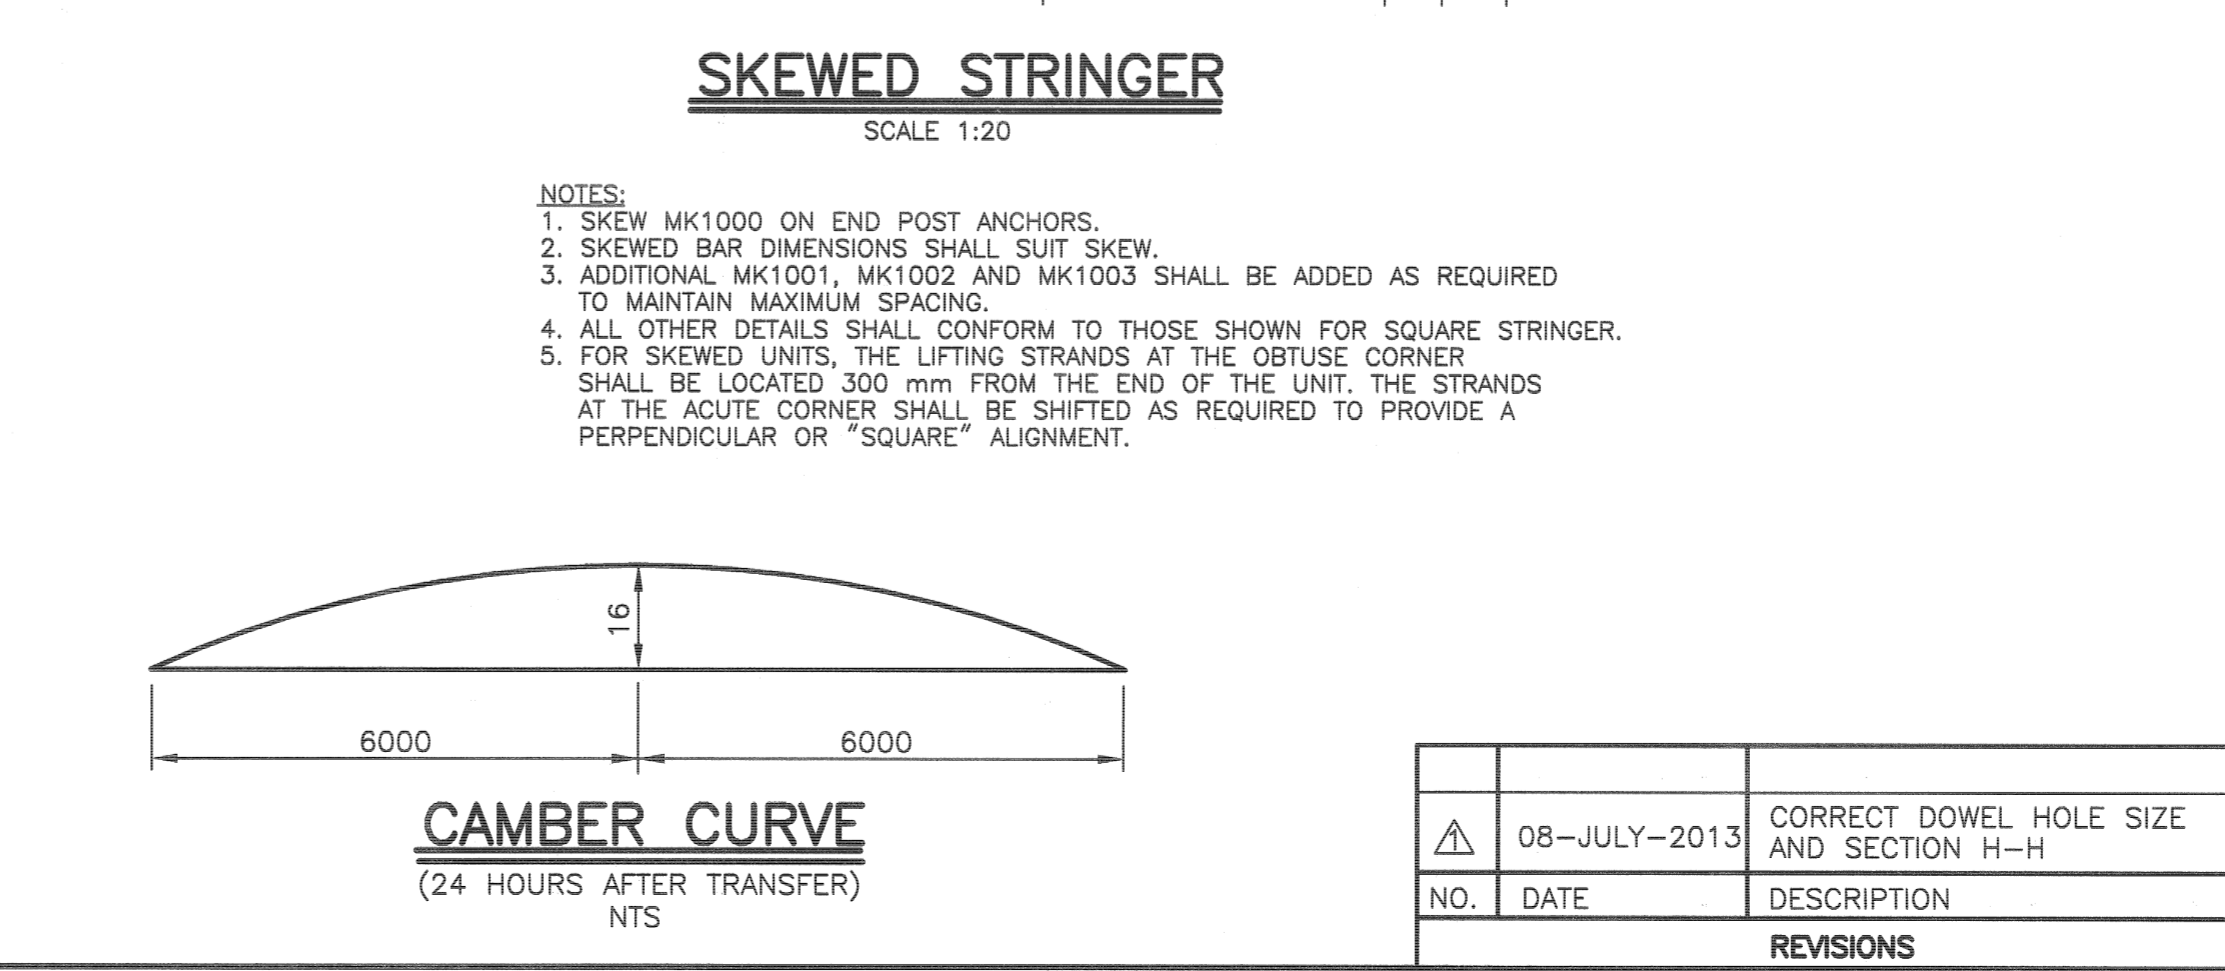 SKEWED STRINGER
SCALE 1:20
NOTES:
1. SKEW MK1000 ON END POST ANCHORS.
2. SKEWED BAR DIMENSIONS SHALL SUIT SKEW.
3. ADDITIONAL MK1001, MK1002 AND MK1003 SHALL BE ADDED AS REQUIRED
TO MAINTAIN MAXIMUM SPACING.
4. ALL OTHER DETAILS SHALL CONFORM TO THOSE SHOWN FOR SQUARE STRINGER.
5. FOR SKEWED UNITS, THE LIFTING STRANDS AT THE OBTUSE CORNER
SHALL BE LOCATED 300 mm FROM THE END OF THE UNIT. THE STRANDS
AT THE ACUTE CORNER SHALL BE SHIFTED AS REQUIRED TO PROVIDE A
PERPENDICULAR OR "SQUARE" ALIGNMENT.
16
6000 6000
CAMBER CURVE
(24 HOURS AFTER TRANSFER)
NTS
1 08-JULY-2013 CORRECT DOWEL HOLE SIZE
AND SECTION H-H
NO. DATE DESCRIPTION
REVISIONS